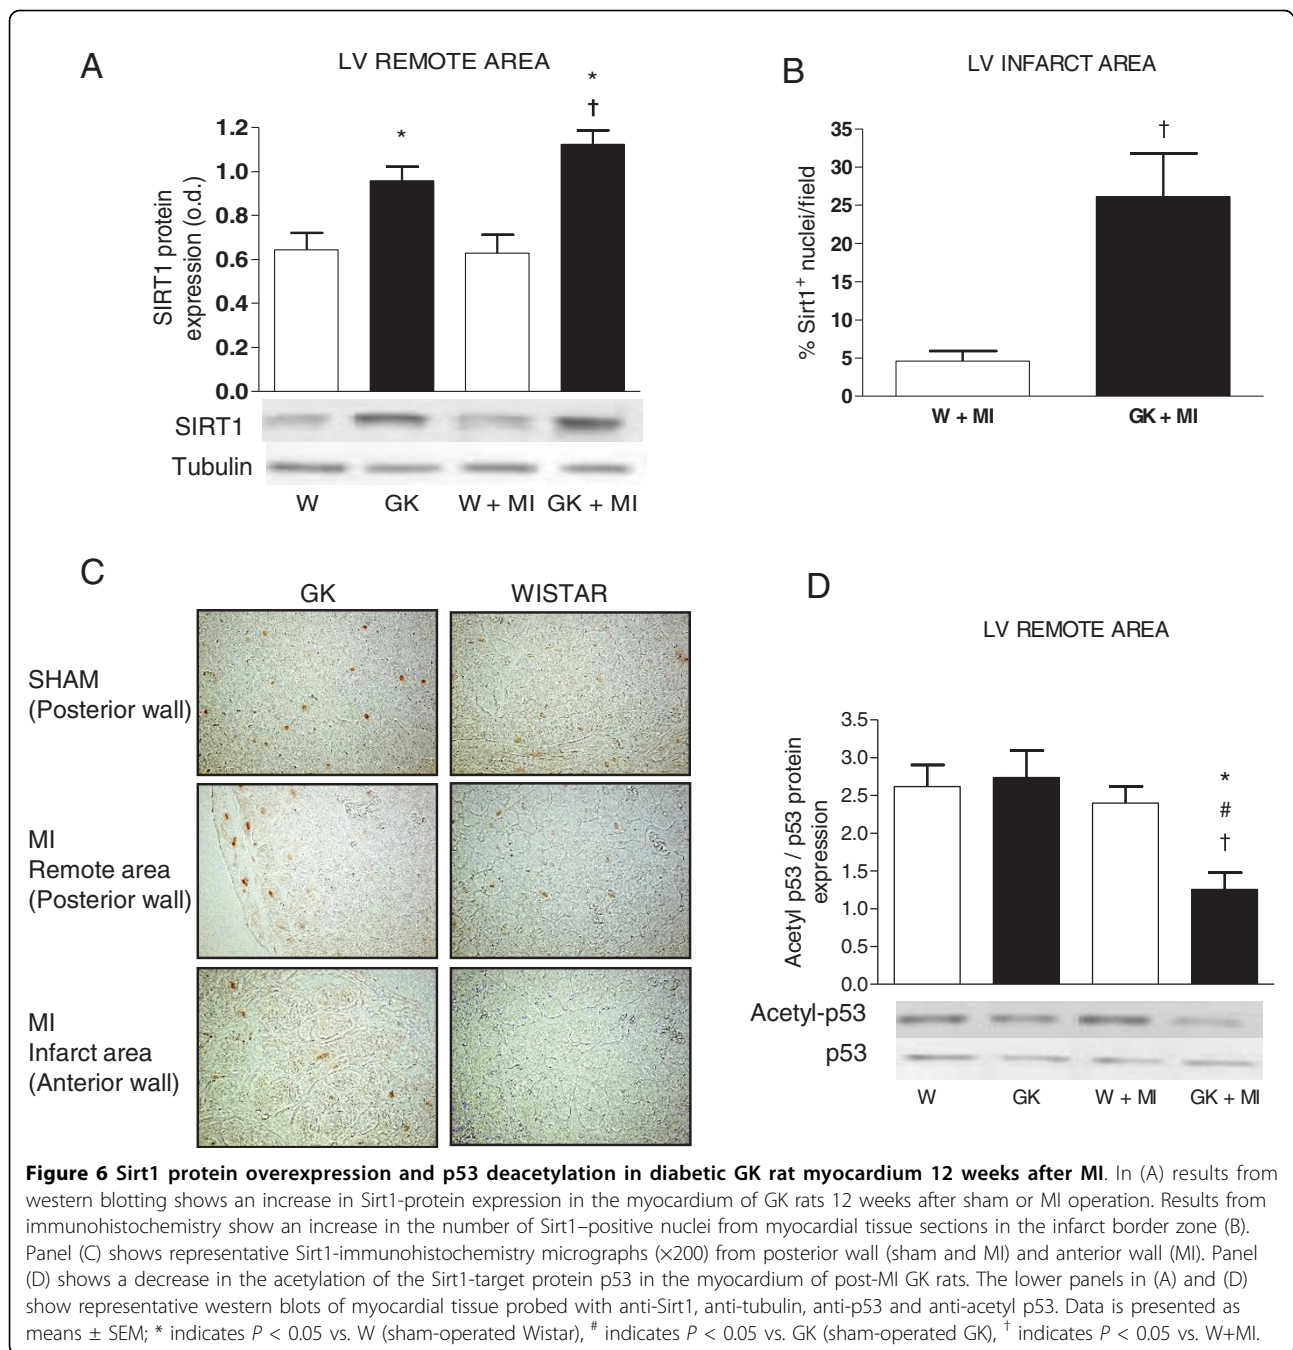 A
LV REMOTE AREA
SIRT1 protein
expression (o.d.)
1.2
1.0
0.8
0.6
0.4
0.2
0.0
*
*
†
SIRT1
Tubulin
W GK W + MI GK + MI
B
LV INFARCT AREA
% Sirt1⁺ nuclei/field
35
30
25
20
15
10
5
0
†
W + MI GK + MI
C
GK WISTAR
SHAM
(Posterior wall)
MI
Remote area
(Posterior wall)
MI
Infarct area
(Anterior wall)
D
LV REMOTE AREA
Acetyl p53 / p53 protein
expression
3.5
3.0
2.5
2.0
1.5
1.0
0.5
0.0
*
#
†
Acetyl-p53
p53
W GK W + MI GK + MI
Figure 6 Sirt1 protein overexpression and p53 deacetylation in diabetic GK rat myocardium 12 weeks after MI. In (A) results from
western blotting shows an increase in Sirt1-protein expression in the myocardium of GK rats 12 weeks after sham or MI operation. Results from
immunohistochemistry show an increase in the number of Sirt1–positive nuclei from myocardial tissue sections in the infarct border zone (B).
Panel (C) shows representative Sirt1-immunohistochemistry micrographs (×200) from posterior wall (sham and MI) and anterior wall (MI). Panel
(D) shows a decrease in the acetylation of the Sirt1-target protein p53 in the myocardium of post-MI GK rats. The lower panels in (A) and (D)
show representative western blots of myocardial tissue probed with anti-Sirt1, anti-tubulin, anti-p53 and anti-acetyl p53. Data is presented as
means ± SEM; * indicates P < 0.05 vs. W (sham-operated Wistar), # indicates P < 0.05 vs. GK (sham-operated GK), † indicates P < 0.05 vs. W+MI.